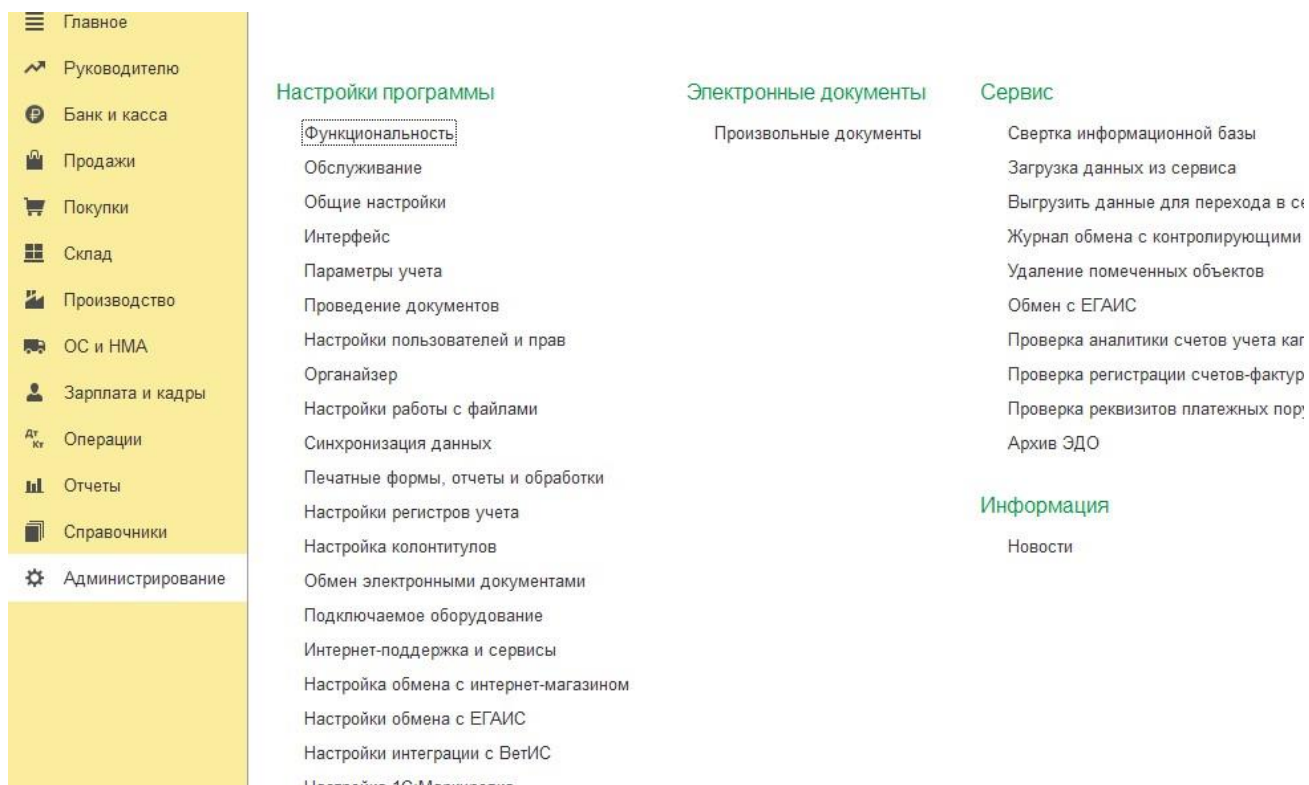 Главное
Руководителю
Банк и касса
Продажи
Покупки
Склад
Производство
ОС и НМА
Зарплата и кадры
Дт Кт Операции
Отчеты
Справочники
Администрирование
Настройки программы
Функциональность
Обслуживание
Общие настройки
Интерфейс
Параметры учета
Проведение документов
Настройки пользователей и прав
Органайзер
Настройки работы с файлами
Синхронизация данных
Печатные формы, отчеты и обработки
Настройки регистров учета
Настройка колонтитулов
Обмен электронными документами
Подключаемое оборудование
Интернет-поддержка и сервисы
Настройка обмена с интернет-магазином
Настройки обмена с ЕГАИС
Настройки интеграции с ВетИС
Электронные документы
Произвольные документы
Сервис
Свертка информационной базы
Загрузка данных из сервиса
Выгрузить данные для перехода в
Журнал обмена с контролирующими
Удаление помеченных объектов
Обмен с ЕГАИС
Проверка аналитики счетов учета
Проверка регистрации счетов-фактур
Проверка реквизитов платежных
Архив ЭДО
Информация
Новости